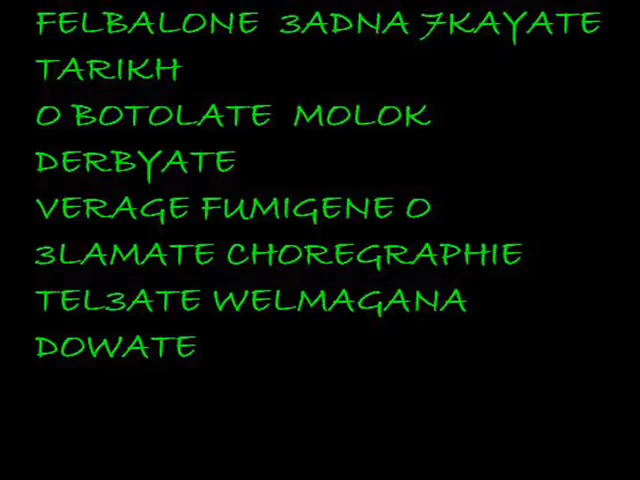 FELBALONE 3ADNA 7KAYATE
TARIKH
O BOTOLATE MOLOK
DERBYATE
VERAGE FUMIGENE O
3LAMATE CHOREGRAPHIE
TEL3ATE WELMAGANA
DOWATE